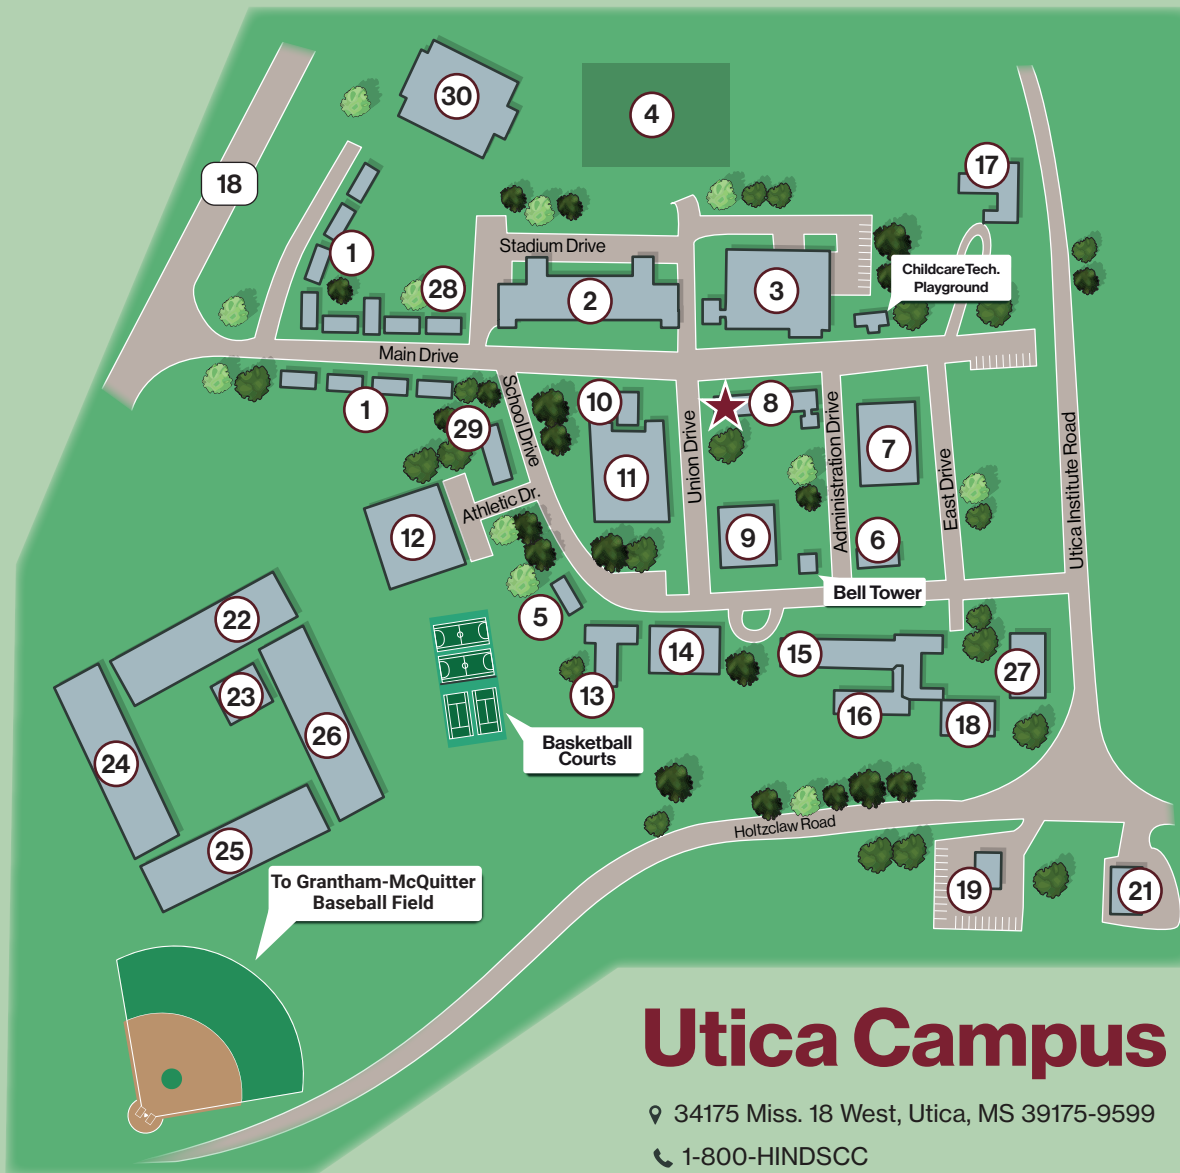 30
4
17
18
1
Stadium Drive
Childcare Tech.
Playground
28
2
3
Main Drive
1
School Drive
10
8
29
Union Drive
Administration Drive
7
East Drive
Utica Institute Road
11
Athletic Dr.
12
9
6
Bell Tower
5
22
14
15
27
13
23
16
18
26
Basketball
Courts
24
Holtzclaw Road
25
To Grantham-McQuitter
Baseball Field
19
21
Utica Campus
34175 Miss. 18 West, Utica, MS 39175-9599
1-800-HINDSCC